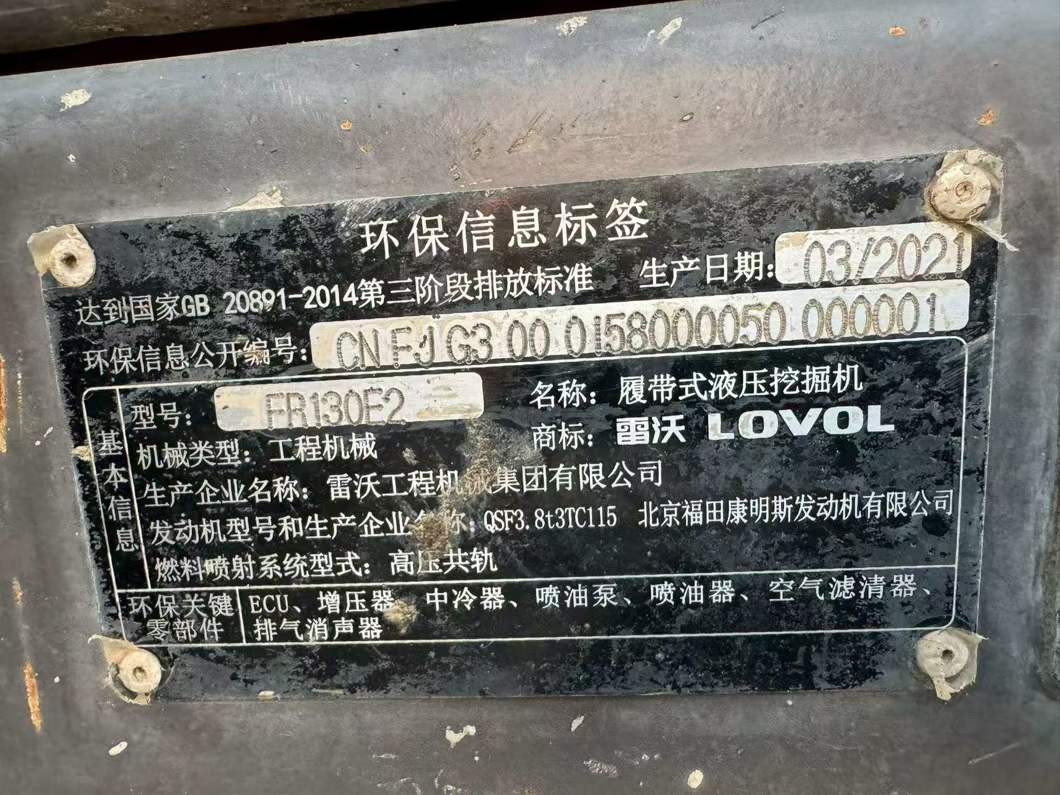 环保信息标签
达到国家GB 20891-2014第三阶段排放标准 生产日期: 03/2021
环保信息公开编号: CN FJ G3 00 0158000050 000001
基本信息
型号: FR130E2 名称: 履带式液压挖掘机
机械类型: 工程机械 商标: 雷沃 LOVOL
生产企业名称: 雷沃工程机械集团有限公司
发动机型号和生产企业名称: QSF3.8t3TC115 北京福田康明斯发动机有限公司
燃料喷射系统型式: 高压共轨
环保关键零部件
ECU、增压器、中冷器、喷油泵、喷油器、空气滤清器、
排气消声器